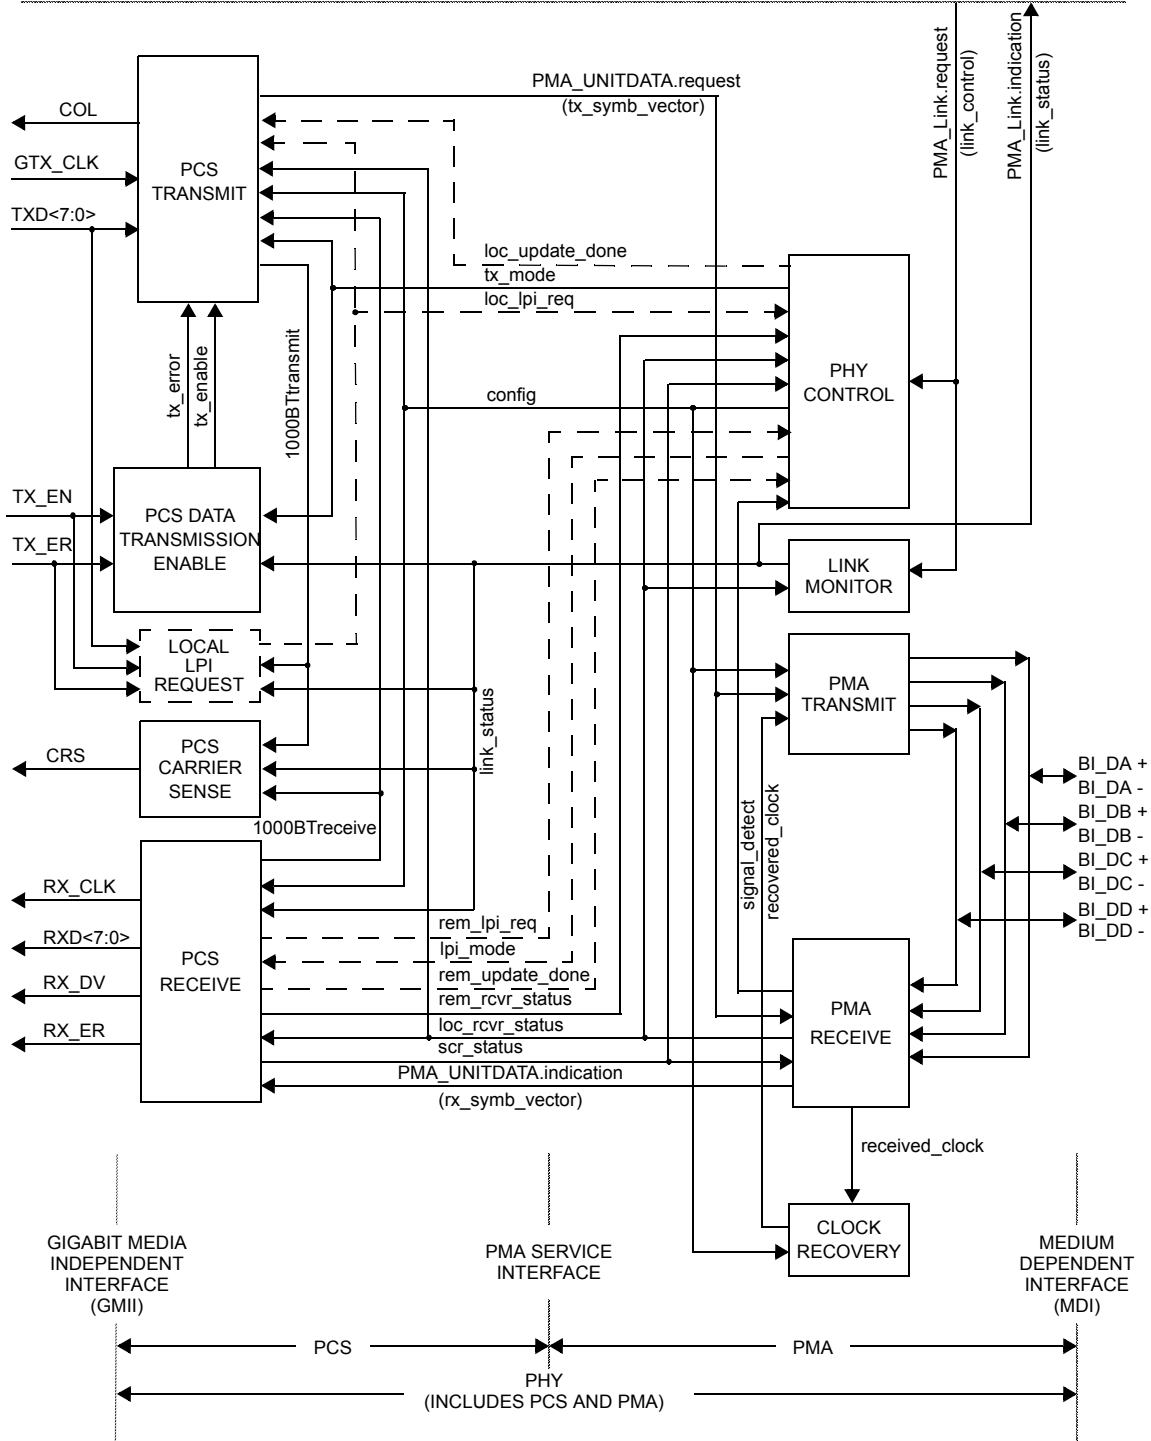 PMA_UNITDATA.request
(tx_symb_vector)
PMA_Link.request
(link_control)
PMA_Link.indication
(link_status)
COL
GTX_CLK
TXD<7:0>
PCS
TRANSMIT
loc_update_done
tx_mode
loc_lpi_req
tx_error
tx_enable
1000BTtransmit
config
PHY
CONTROL
TX_EN
TX_ER
PCS DATA
TRANSMISSION
ENABLE
LINK
MONITOR
LOCAL
LPI
REQUEST
PMA
TRANSMIT
link_status
CRS
PCS
CARRIER
SENSE
1000BTreceive
signal_detect
recovered_clock
BI_DA +
BI_DA -
BI_DB +
BI_DB -
BI_DC +
BI_DC -
BI_DD +
BI_DD -
RX_CLK
RXD<7:0>
RX_DV
RX_ER
PCS
RECEIVE
rem_lpi_req
lpi_mode
rem_update_done
rem_rcvr_status
loc_rcvr_status
scr_status
PMA_UNITDATA.indication
(rx_symb_vector)
PMA
RECEIVE
received_clock
CLOCK
RECOVERY
GIGABIT MEDIA
INDEPENDENT
INTERFACE
(GMII)
PMA SERVICE
INTERFACE
MEDIUM
DEPENDENT
INTERFACE
(MDI)
PCS
PMA
PHY
(INCLUDES PCS AND PMA)